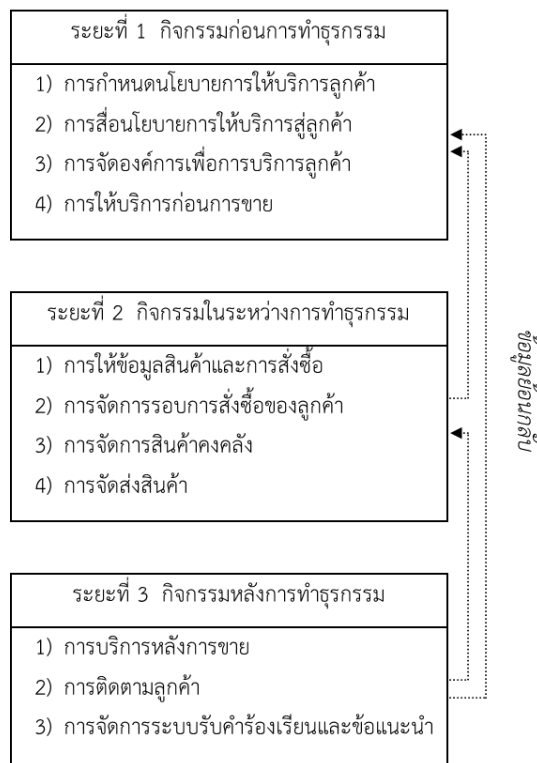 ระยะที่ 1 กิจกรรมก่อนการทำธุรกรรม
1) การกำหนดนโยบายการให้บริการลูกค้า
2) การสื่อนโยบายการให้บริการสู่ลูกค้า
3) การจัดองค์การเพื่อการบริการลูกค้า
4) การให้บริการก่อนการขาย
ระยะที่ 2 กิจกรรมในระหว่างการทำธุรกรรม
1) การให้ข้อมูลสินค้าและการสั่งซื้อ
2) การจัดการรอบการสั่งซื้อของลูกค้า
3) การจัดการสินค้าคงคลัง
4) การจัดส่งสินค้า
ข้อมูลย้อนกลับ
ระยะที่ 3 กิจกรรมหลังการทำธุรกรรม
1) การบริการหลังการขาย
2) การติดตามลูกค้า
3) การจัดการระบบรับคำร้องเรียนและข้อแนะนำ